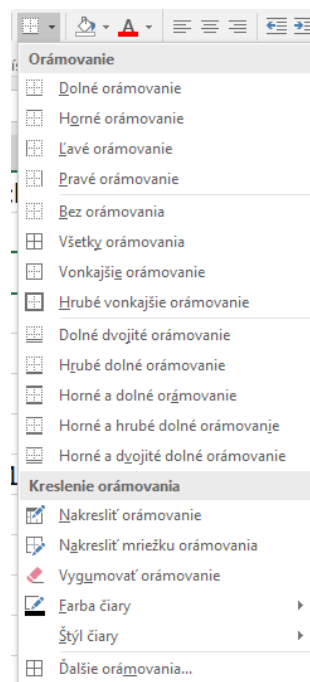 Orámovanie
Dolné orámovanie
Horné orámovanie
Ľavé orámovanie
Pravé orámovanie
Bez orámovania
Všetky orámovania
Vonkajšie orámovanie
Hrubé vonkajšie orámovanie
Dolné dvojité orámovanie
Hrubé dolné orámovanie
Horné a dolné orámovanie
Horné a hrubé dolné orámovanie
Horné a dvojité dolné orámovanie
Kreslenie orámovania
Nakresliť orámovanie
Nakresliť mriežku orámovania
Vygumovať orámovanie
Farba čiary
Štýl čiary
Ďalšie orámovania...